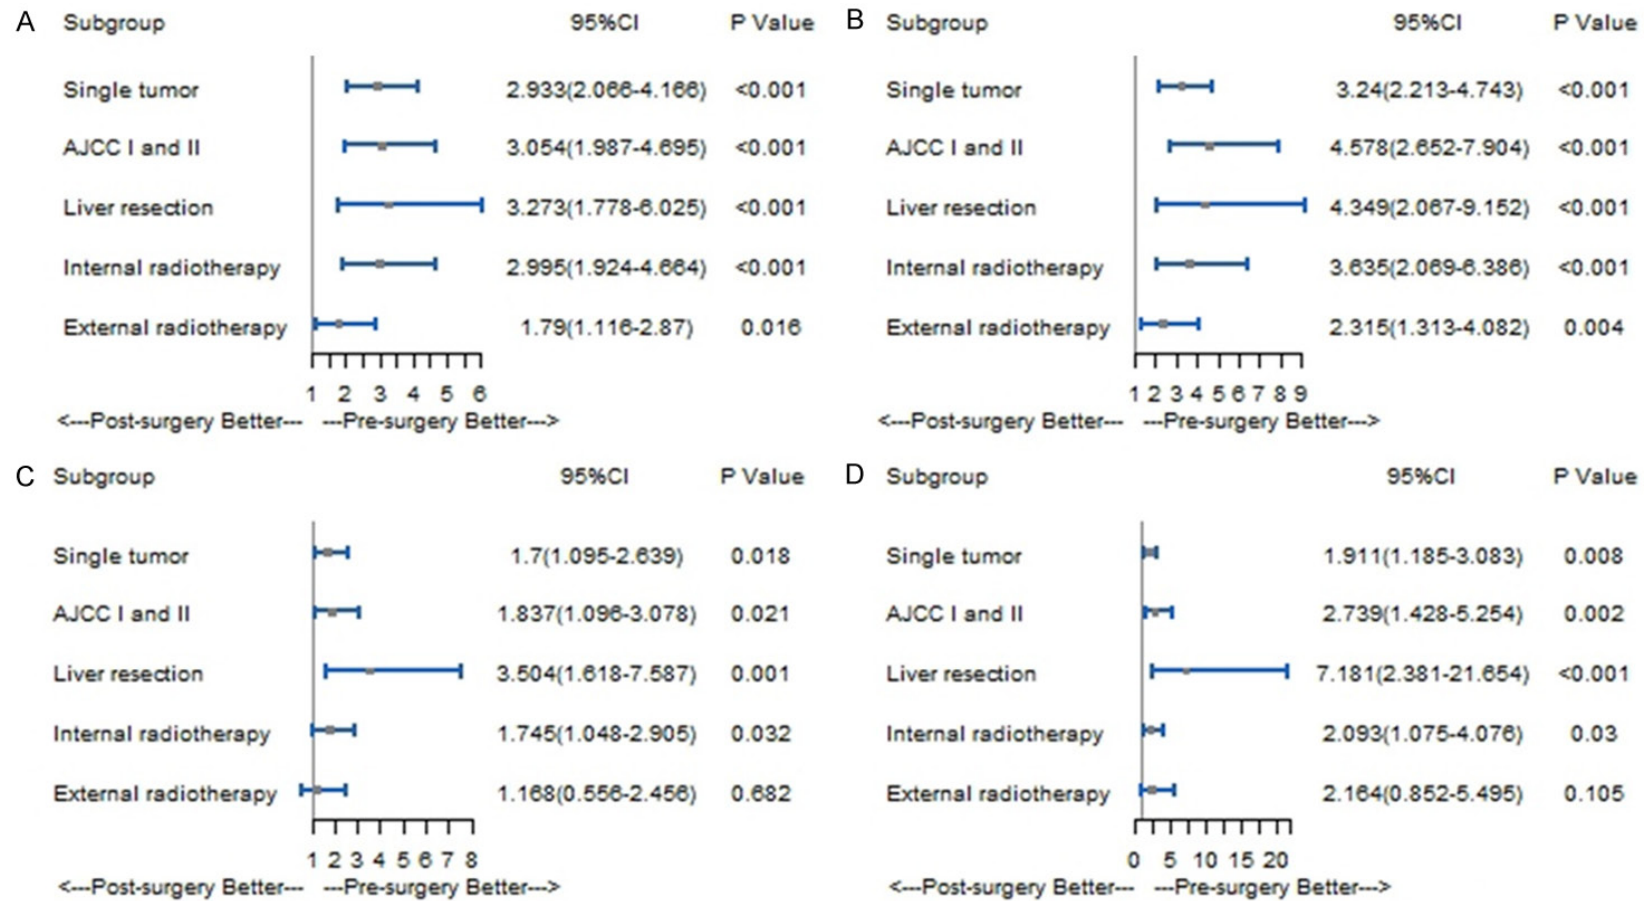 A Subgroup 95%CI P Value
Single tumor 2.933(2.066-4.166) <0.001
AJCC I and II 3.054(1.987-4.695) <0.001
Liver resection 3.273(1.778-6.025) <0.001
Internal radiotherapy 2.995(1.924-4.664) <0.001
External radiotherapy 1.79(1.116-2.87) 0.016
1 2 3 4 5 6
<---Post-surgery Better--- ---Pre-surgery Better--->
B Subgroup 95%CI P Value
Single tumor 3.24(2.213-4.743) <0.001
AJCC I and II 4.578(2.652-7.904) <0.001
Liver resection 4.349(2.067-9.152) <0.001
Internal radiotherapy 3.635(2.069-6.386) <0.001
External radiotherapy 2.315(1.313-4.082) 0.004
1 2 3 4 5 6 7 8 9
<---Post-surgery Better--- ---Pre-surgery Better--->
C Subgroup 95%CI P Value
Single tumor 1.7(1.095-2.639) 0.018
AJCC I and II 1.837(1.096-3.078) 0.021
Liver resection 3.504(1.618-7.587) 0.001
Internal radiotherapy 1.745(1.048-2.905) 0.032
External radiotherapy 1.168(0.556-2.456) 0.682
1 2 3 4 5 6 7 8
<---Post-surgery Better--- ---Pre-surgery Better--->
D Subgroup 95%CI P Value
Single tumor 1.911(1.185-3.083) 0.008
AJCC I and II 2.739(1.428-5.254) 0.002
Liver resection 7.181(2.381-21.654) <0.001
Internal radiotherapy 2.093(1.075-4.076) 0.03
External radiotherapy 2.164(0.852-5.495) 0.105
0 5 10 15 20
<---Post-surgery Better--- ---Pre-surgery Better--->